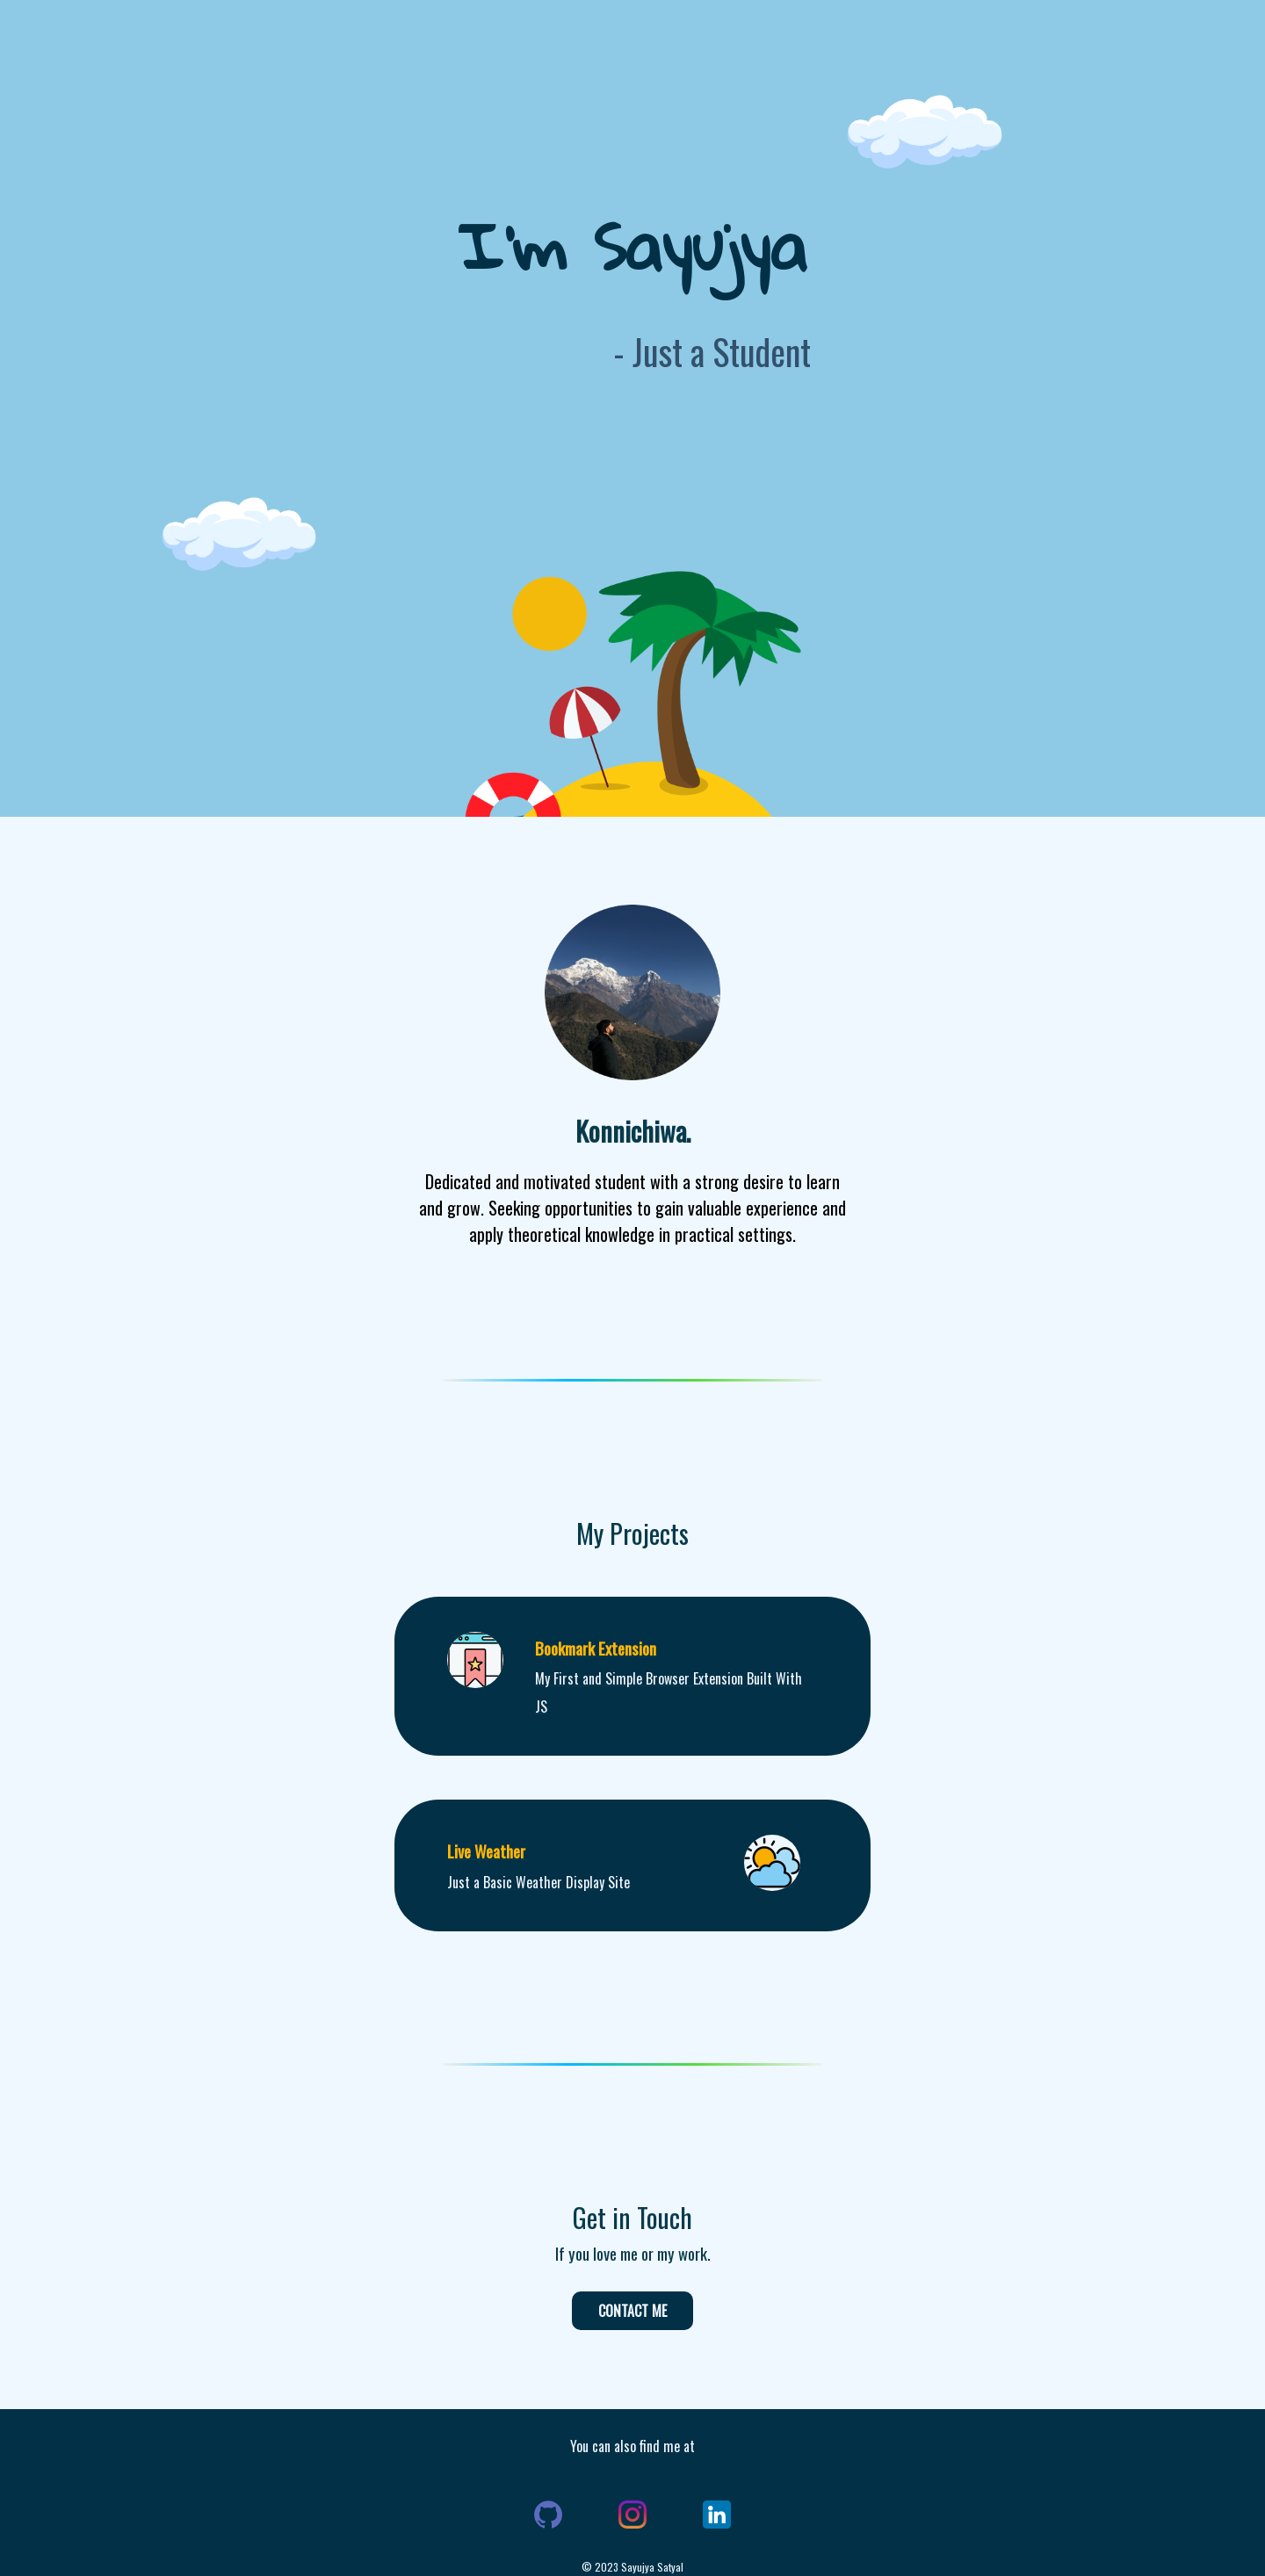 I'm Sayujya
- Just a Student
Konnichiwa.
Dedicated and motivated student with a strong desire to learn
and grow. Seeking opportunities to gain valuable experience and
apply theoretical knowledge in practical settings.
My Projects
Bookmark Extension
My First and Simple Browser Extension Built With
JS
Live Weather
Just a Basic Weather Display Site
Get in Touch
If you love me or my work.
CONTACT ME
You can also find me at
in
© 2023 Sayujya Satyal